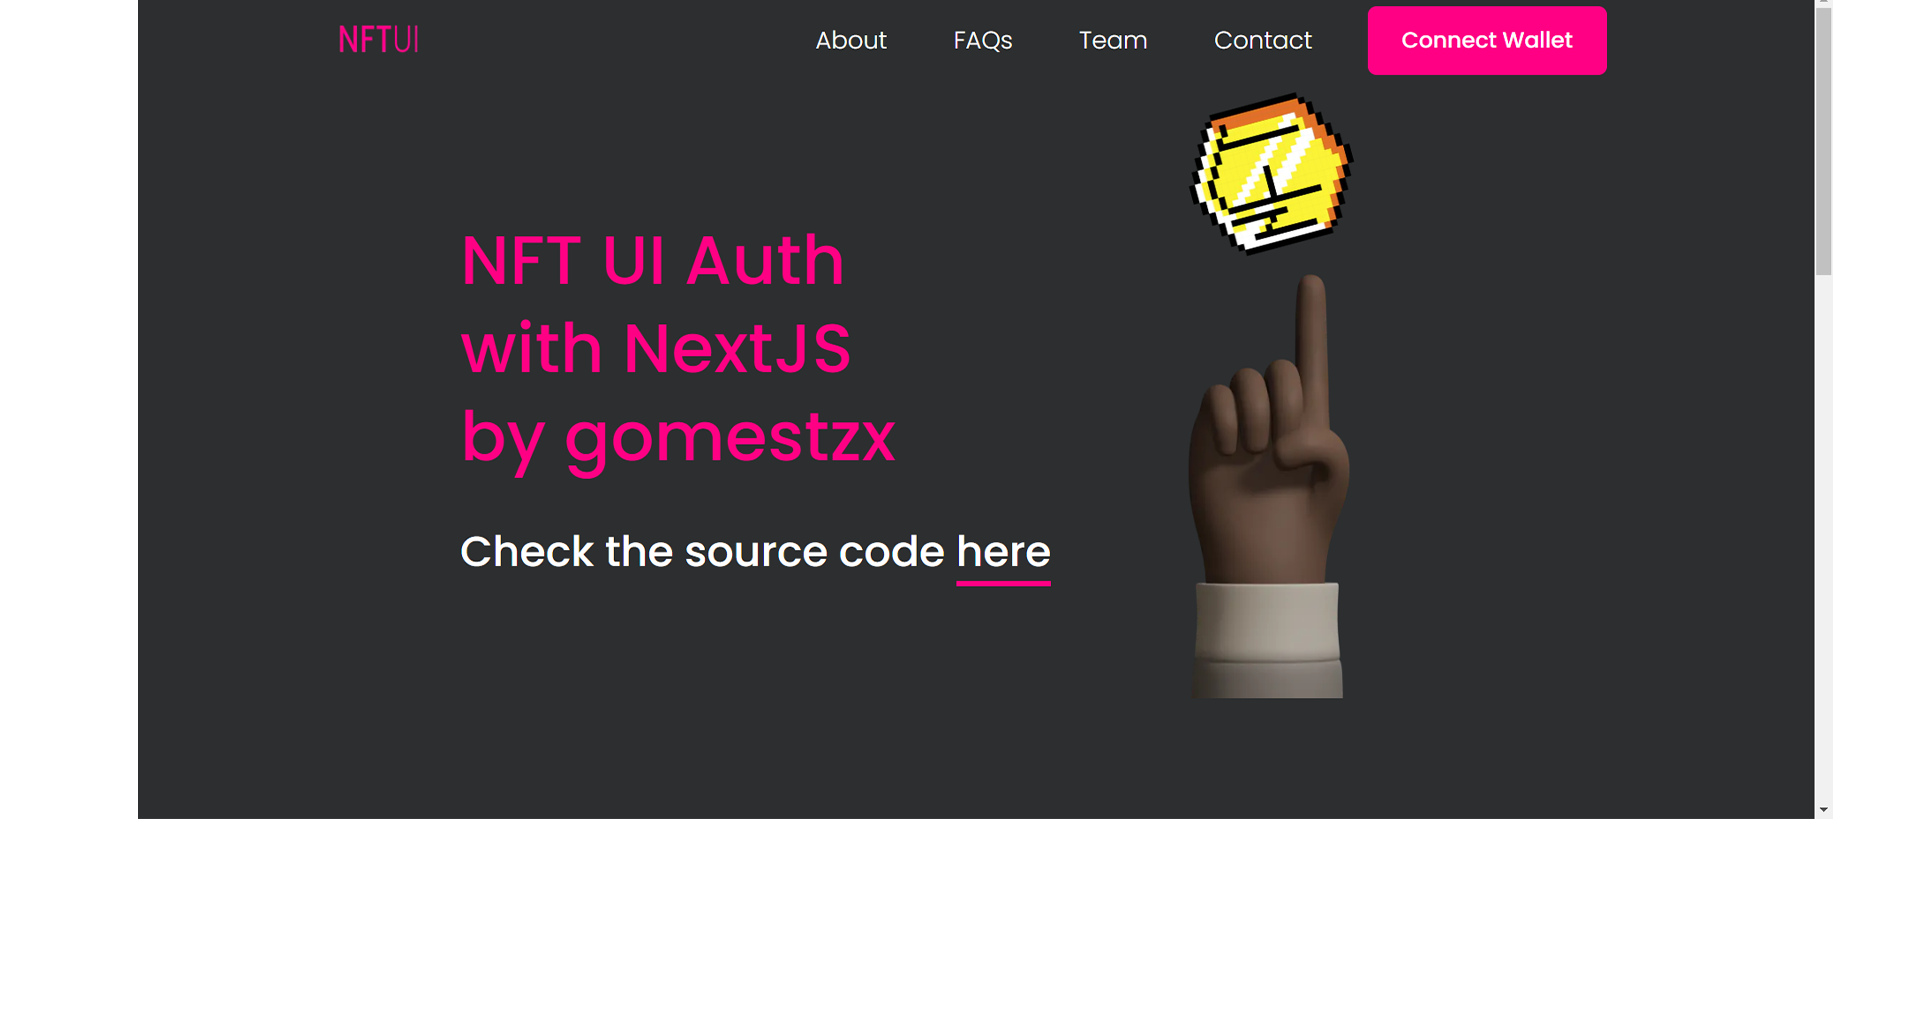 NFTUI
About FAQs Team Contact Connect Wallet
NFT UI Auth
with NextJS
by gomestzx
Check the source code here